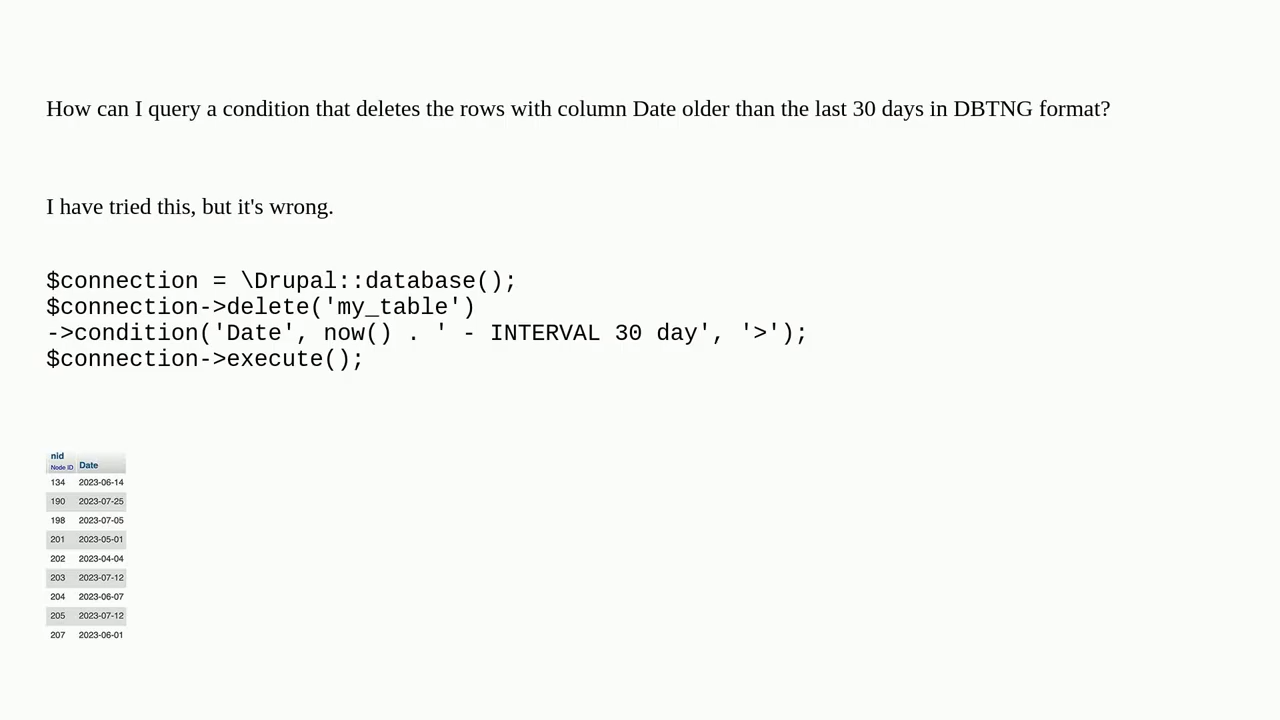 How can I query a condition that deletes the rows with column Date older than the last 30 days in DBTNG format?
I have tried this, but it's wrong.
$connection = \Drupal::database();
$connection->delete('my_table')
->condition('Date', now() . ' - INTERVAL 30 day', '>');
$connection->execute();
nid
Node ID Date
134 2023-06-14
190 2023-07-25
198 2023-07-05
201 2023-05-01
202 2023-04-04
203 2023-07-12
204 2023-06-07
205 2023-07-12
207 2023-06-01